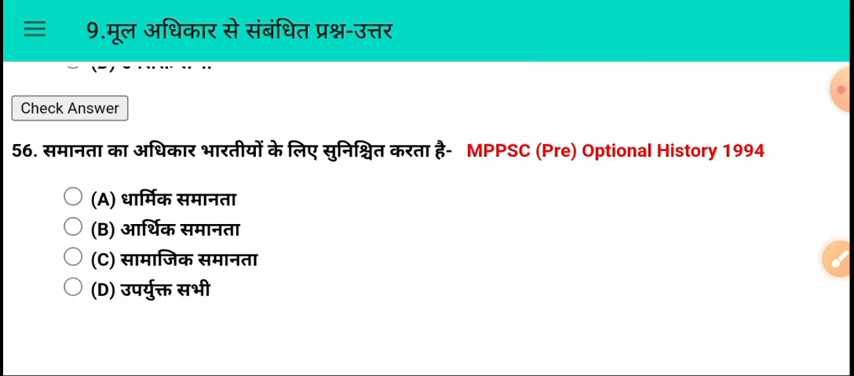 9.मूल अधिकार से संबंधित प्रश्न-उत्तर
Check Answer
56. समानता का अधिकार भारतीयों के लिए सुनिश्चित करता है- MPPSC (Pre) Optional History 1994
(A) धार्मिक समानता
(B) आर्थिक समानता
(C) सामाजिक समानता
(D) उपर्युक्त सभी